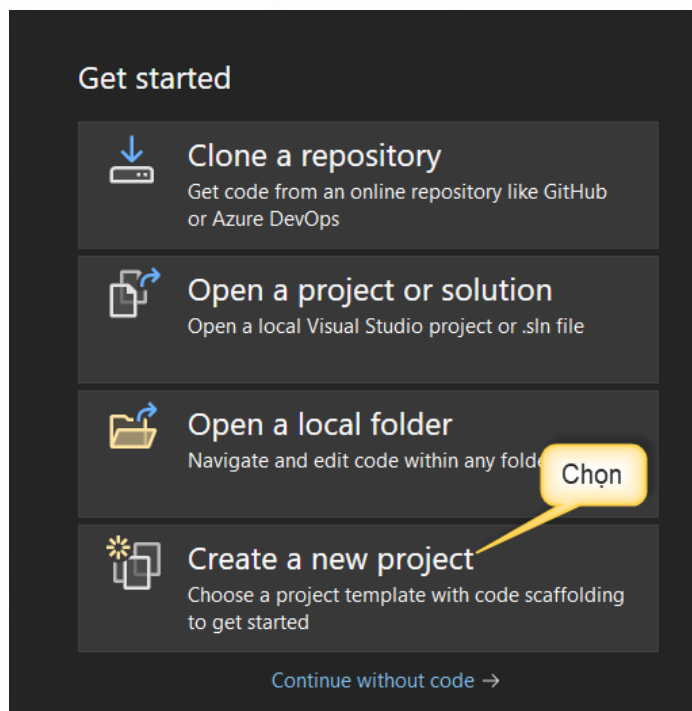 Get started
Clone a repository
Get code from an online repository like GitHub
or Azure DevOps
Open a project or solution
Open a local Visual Studio project or .sln file
Open a local folder
Navigate and edit code within any folde
Chọn
Create a new project
Choose a project template with code scaffolding
to get started
Continue without code →